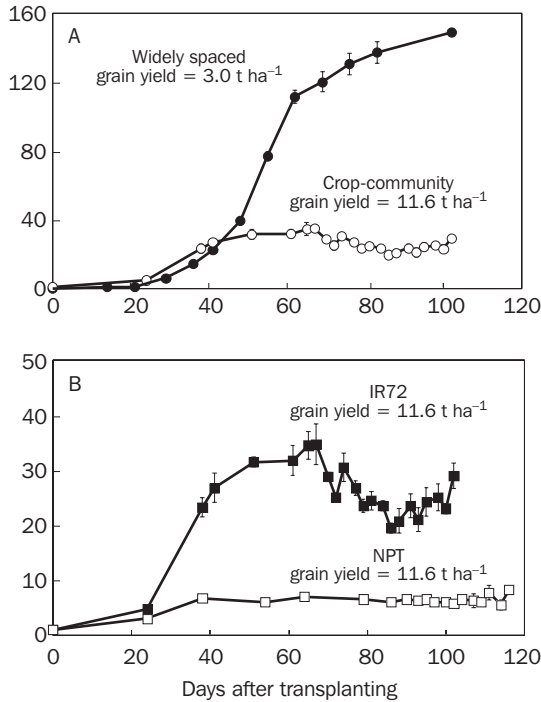 160
A
Widely spaced
grain yield = 3.0 t ha⁻¹
120
80
Crop-community
grain yield = 11.6 t ha⁻¹
40
0
0 20 40 60 80 100 120
50
B
IR72
grain yield = 11.6 t ha⁻¹
40
30
20
NPT
grain yield = 11.6 t ha⁻¹
10
0
0 20 40 60 80 100 120
Days after transplanting